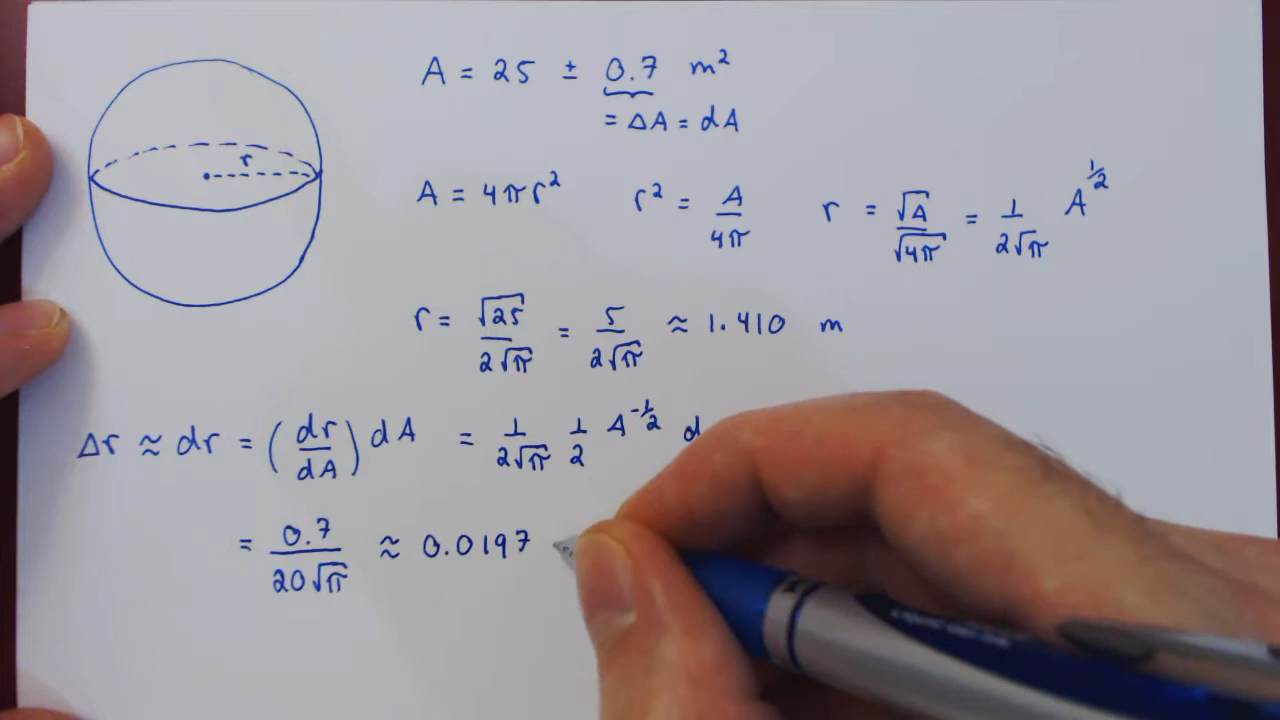 A = 25 ± 0.7 m²
= ΔA = dA
r
A = 4πr² r² = A/4π r = √A/√4π = 1/2√π A^½
r = √25/2√π = 5/2√π ≈ 1.410 m
Δr ≈ dr = (dr/dA) dA = 1/2√π 1/2 A^-½ d
= 0.7/20√π ≈ 0.0197